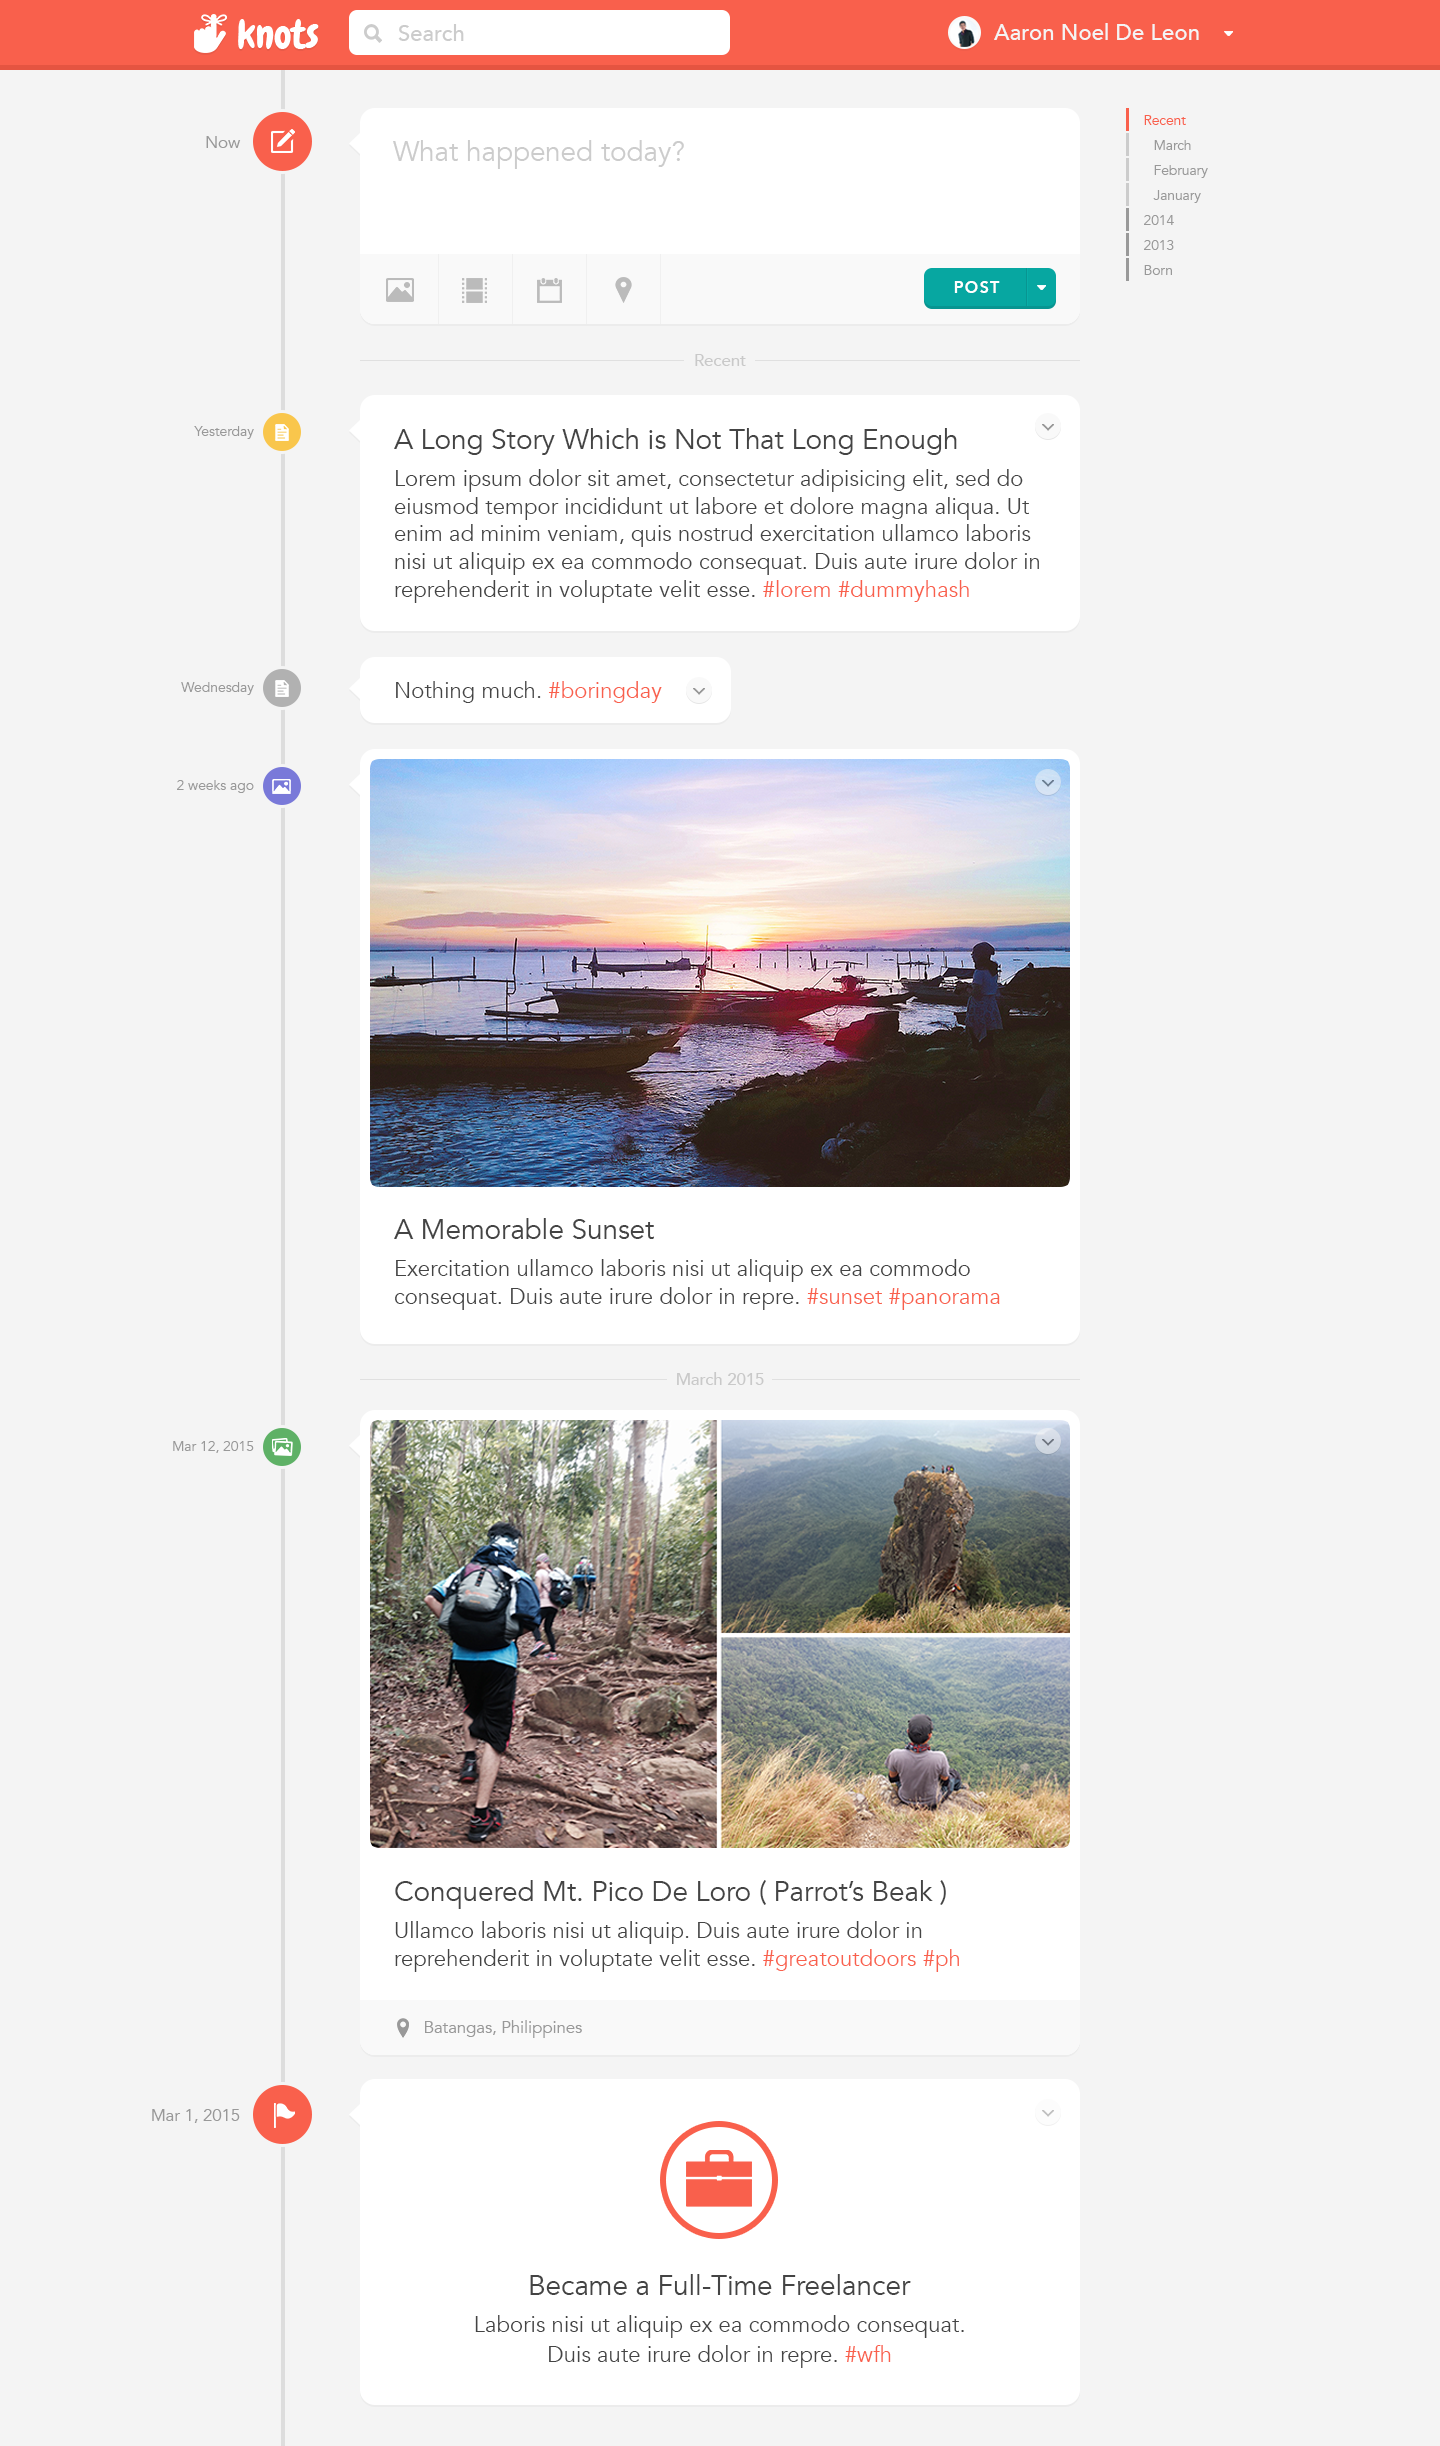 knots
Search
Aaron Noel De Leon
Now
What happened today?
POST
Recent
March
February
January
2014
2013
Born
Recent
Yesterday
A Long Story Which is Not That Long Enough
Lorem ipsum dolor sit amet, consectetur adipisicing elit, sed do
eiusmod tempor incididunt ut labore et dolore magna aliqua. Ut
enim ad minim veniam, quis nostrud exercitation ullamco laboris
nisi ut aliquip ex ea commodo consequat. Duis aute irure dolor in
reprehenderit in voluptate velit esse. #lorem #dummyhash
Wednesday
Nothing much. #boringday
2 weeks ago
A Memorable Sunset
Exercitation ullamco laboris nisi ut aliquip ex ea commodo
consequat. Duis aute irure dolor in repre. #sunset #panorama
March 2015
Mar 12, 2015
Conquered Mt. Pico De Loro ( Parrot’s Beak )
Ullamco laboris nisi ut aliquip. Duis aute irure dolor in
reprehenderit in voluptate velit esse. #greatoutdoors #ph
Batangas, Philippines
Mar 1, 2015
Became a Full-Time Freelancer
Laboris nisi ut aliquip ex ea commodo consequat.
Duis aute irure dolor in repre. #wfh